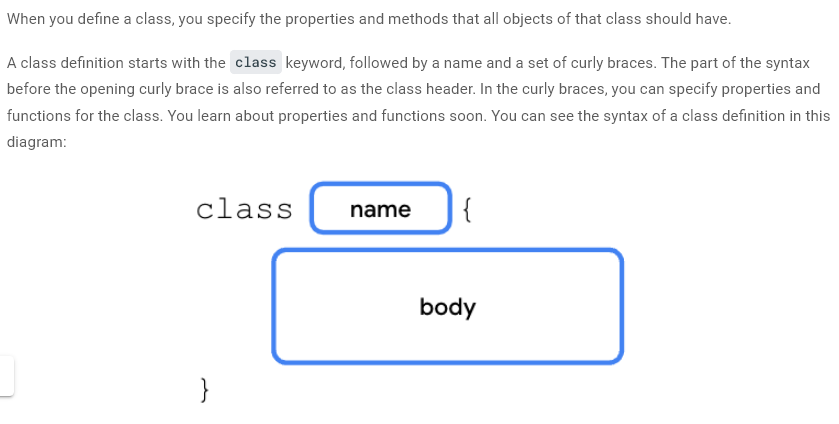 When you define a class, you specify the properties and methods that all objects of that class should have.
A class definition starts with the class keyword, followed by a name and a set of curly braces. The part of the syntax
before the opening curly brace is also referred to as the class header. In the curly braces, you can specify properties and
functions for the class. You learn about properties and functions soon. You can see the syntax of a class definition in this
diagram:
class name {
body
}